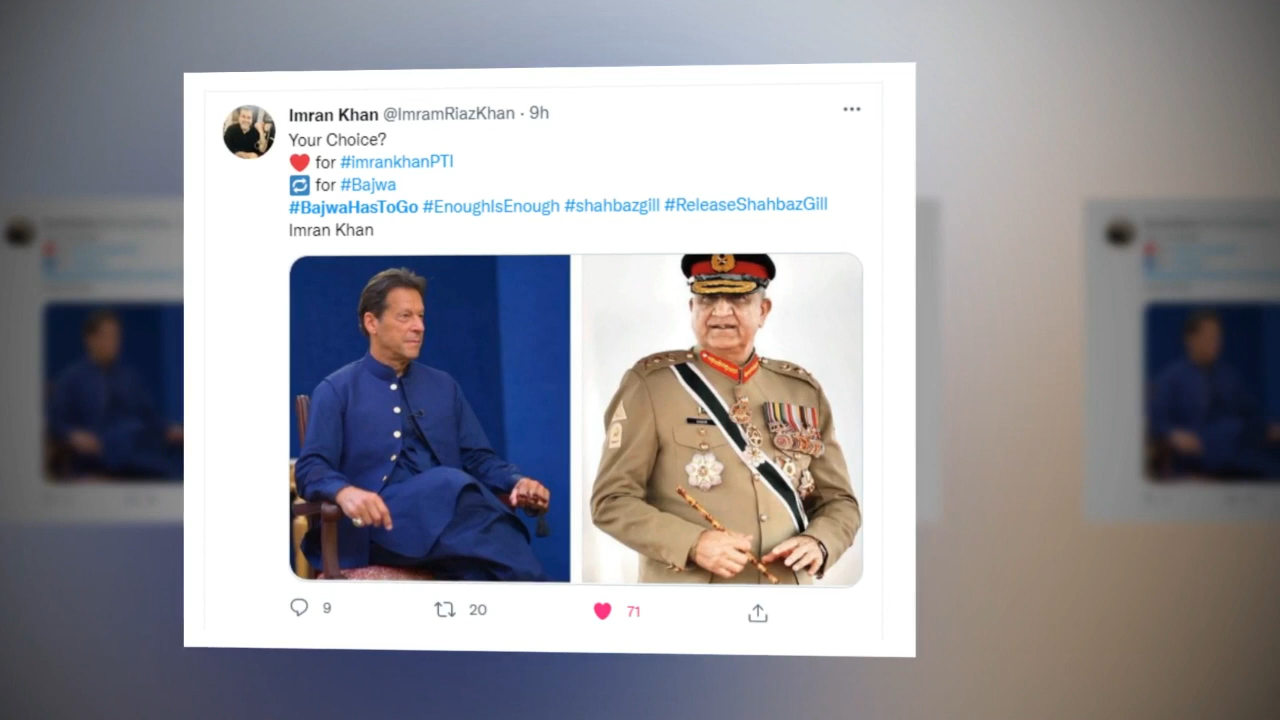 Imran Khan @ImramRiazKhan · 9h
Your Choice?
❤️ for #imrankhanPTI
🔁 for #Bajwa
#BajwaHasToGo #EnoughIsEnough #shahbazgill #ReleaseShahbazGill
Imran Khan
9 20 71